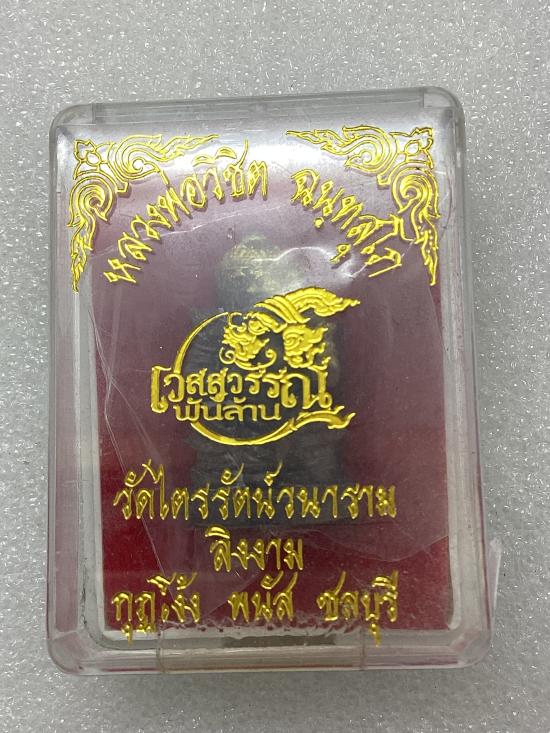 หลวงพ่อวิชิต ฉนฺทสุโภ
เวสสุวรรณ
พันล้าน
วัดไตรรัตน์วนาราม
ลิงงาม
กุฎโง้ง พนัส ชลบุรี